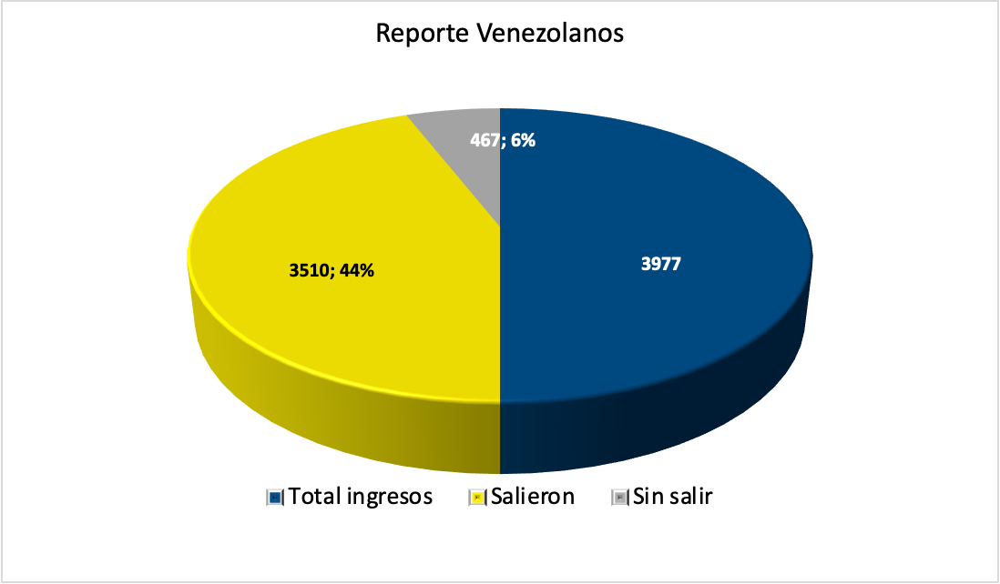 Reporte Venezolanos
467; 6%
3510; 44%
3977
Total ingresos
Salieron
Sin salir